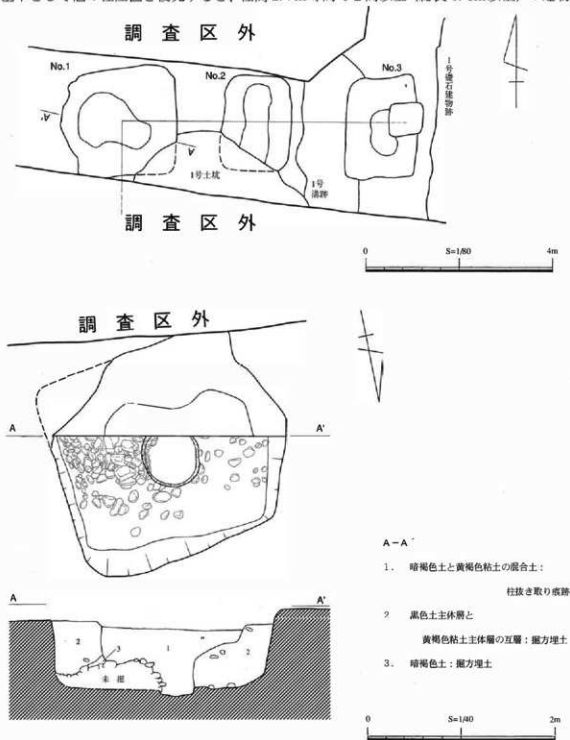 調査区外
No.1
No.2
No.3
1号礎石建物跡
A'
A
1号土坑
1号
溝跡
調査区外
0 S=1/80 4m
調査区外
A A'
A A'
2 3 1 2
未掘
A-A'
1. 暗褐色土と黄褐色粘土の混合土:
柱抜き取り痕跡
2 黒色土主体層と
黄褐色粘土主体層の互層:掘方埋土
3. 暗褐色土:掘方埋土
0 S=1/40 2m